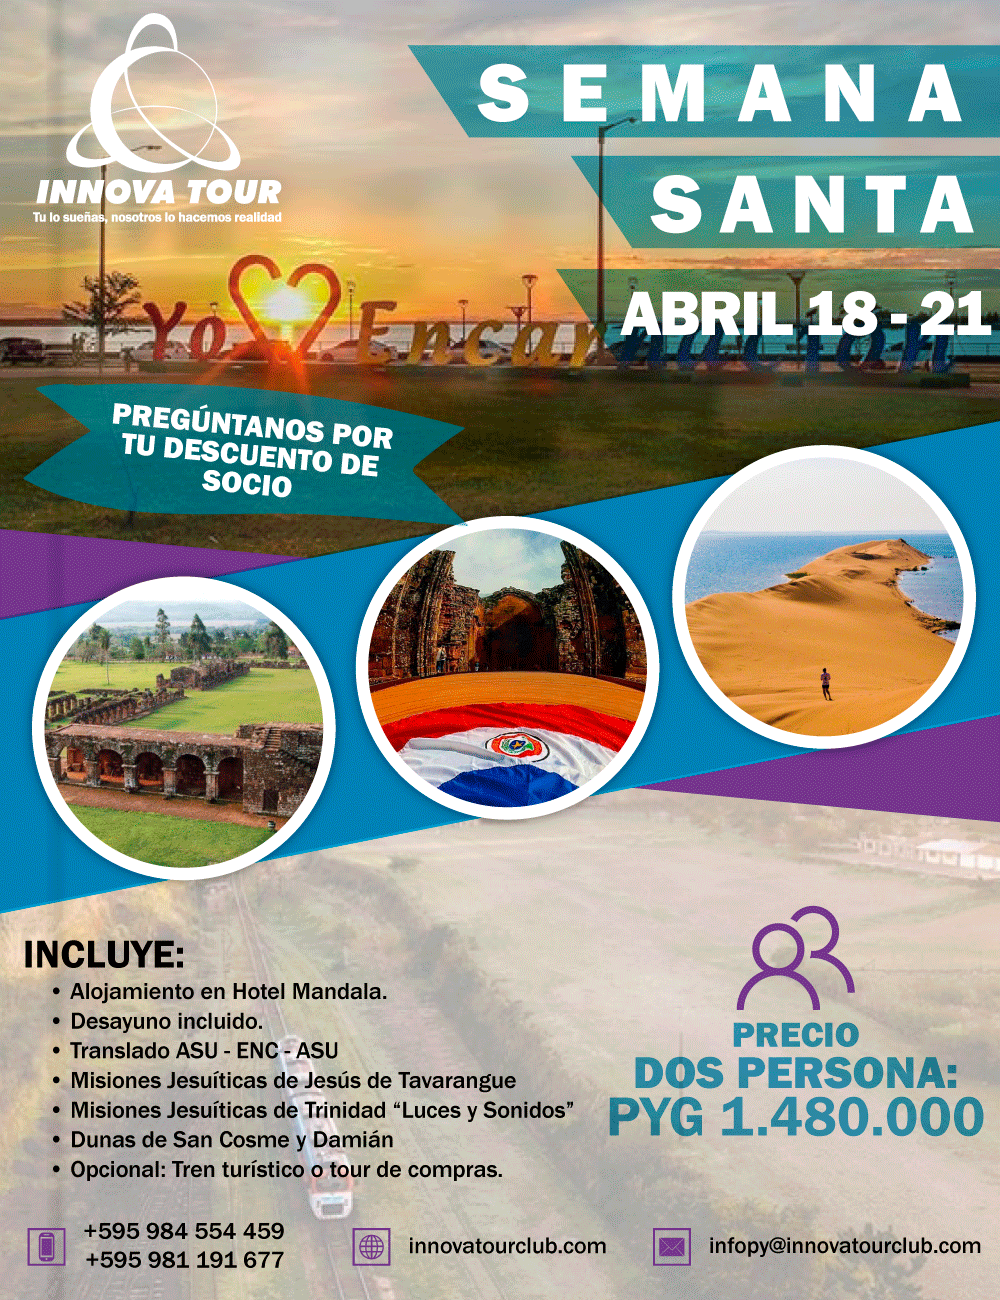 INNOVA TOUR
Tu lo sueñas, nosotros lo hacemos realidad
SEMANA
SANTA
ABRIL 18 - 21
Yo Encarnación
PREGÚNTANOS POR
TU DESCUENTO DE
SOCIO
INCLUYE:
• Alojamiento en Hotel Mandala.
• Desayuno incluido.
• Translado ASU - ENC - ASU
• Misiones Jesuíticas de Jesús de Tavarangue
• Misiones Jesuíticas de Trinidad “Luces y Sonidos”
• Dunas de San Cosme y Damián
• Opcional: Tren turístico o tour de compras.
PRECIO
DOS PERSONA:
PYG 1.480.000
+595 984 554 459
+595 981 191 677
innovatourclub.com
infopy@innovatourclub.com